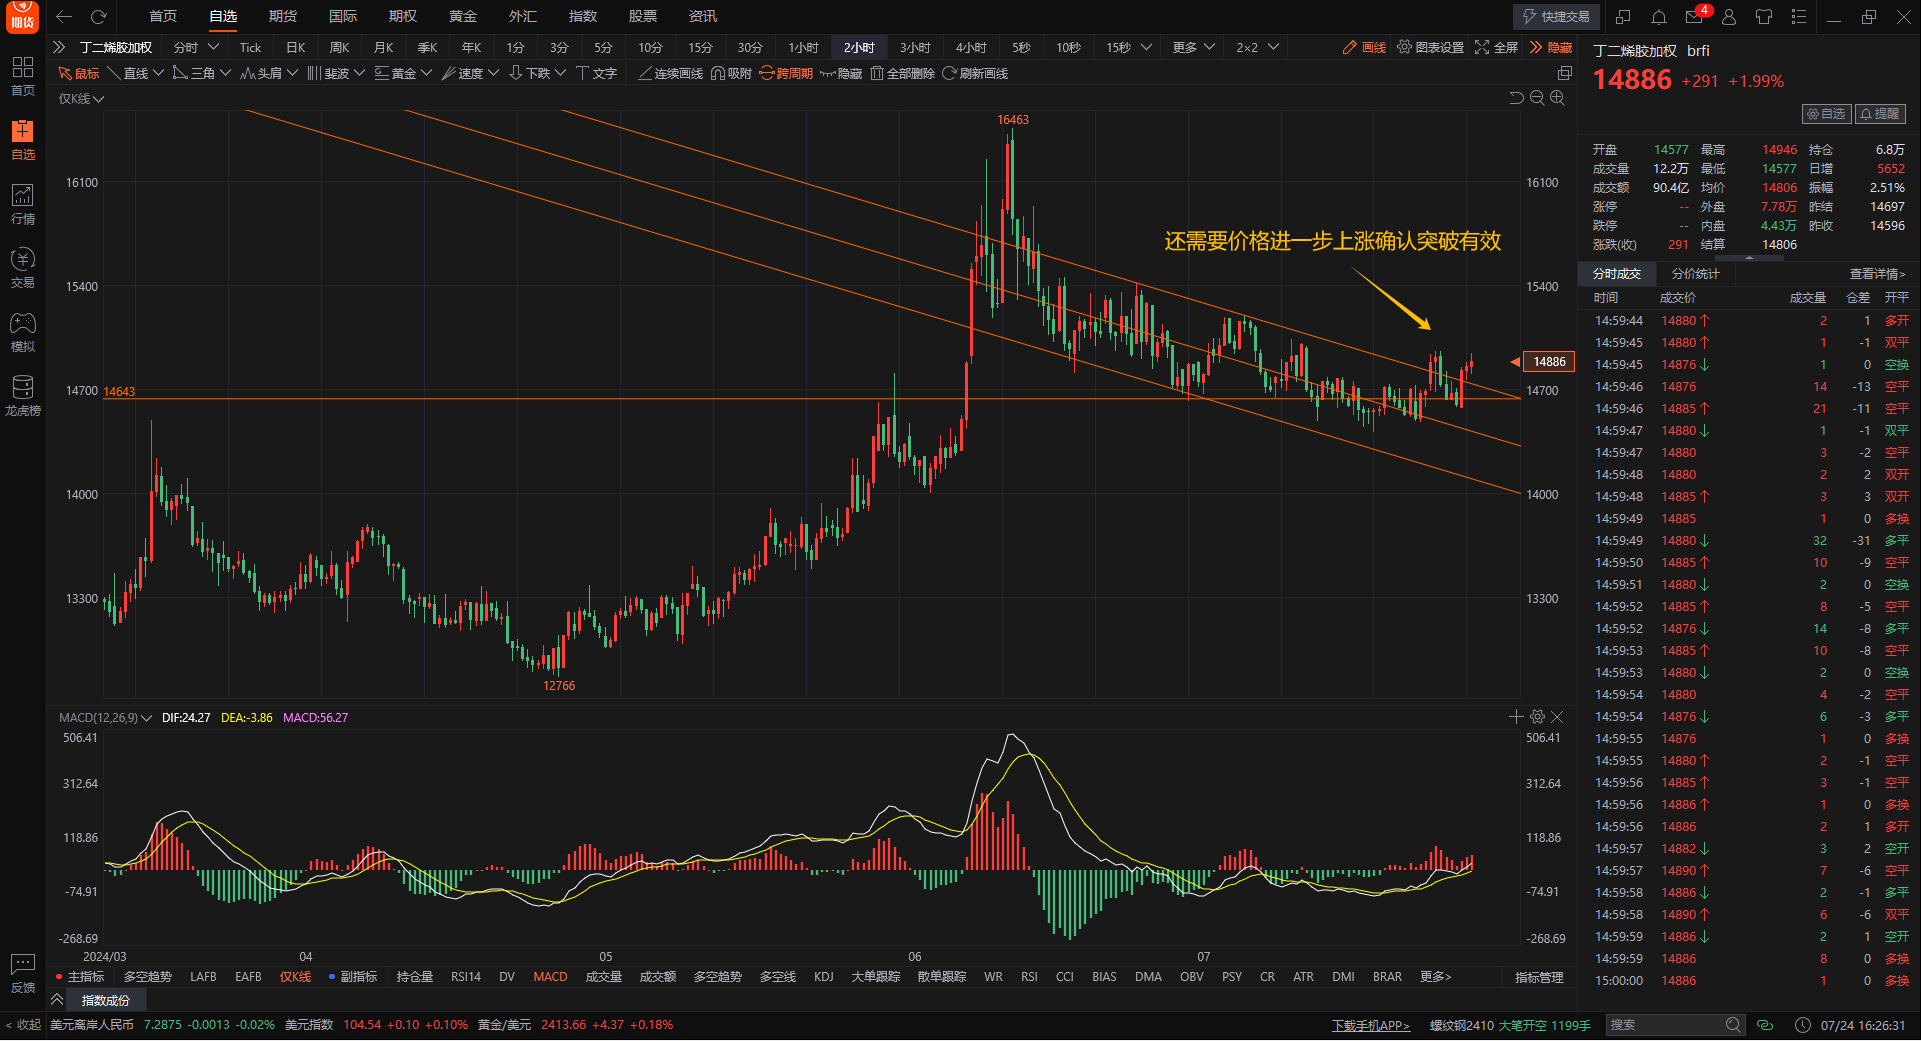 期货 首页 自选 期货 国际 期权 黄金 外汇 指数 股票 资讯 快捷交易 4
丁二烯胶加权 分时 Tick 日K 周K 月K 季K 年K 1分 3分 5分 10分 15分 30分 1小时 2小时 3小时 4小时 5秒 10秒 15秒 更多 2×2 画线 图表设置 全屏 隐藏
鼠标 直线 三角 头肩 斐波 黄金 速度 下跌 文字 连续画线 吸附 跨周期 隐藏 全部删除 刷新画线
仅K线
首页
自选
行情
交易
模拟
龙虎榜
反馈
< 收起
16463
16100 16100
还需要价格进一步上涨确认突破有效
15400 15400
14886
14700 14643 14700
14000 14000
13300 13300
12766
MACD(12,26,9) DIF:24.27 DEA:-3.86 MACD:56.27
506.41 506.41
312.64 312.64
118.86 118.86
-74.91 -74.91
-268.69 -268.69
2024/03 04 05 06 07
主指标 多空趋势 LAFB EAFB 仅K线 副指标 持仓量 RSI14 DV MACD 成交量 成交额 多空趋势 多空线 KDJ 大单跟踪 散单跟踪 WR RSI CCI BIAS DMA OBV PSY CR ATR DMI BRAR 更多> 指标管理
指数成份
丁二烯胶加权 brfi
14886 +291 +1.99%
自选 提醒
开盘 14577 最高 14946 持仓 6.8万
成交量 12.2万 最低 14577 日增 5652
成交额 90.4亿 均价 14806 振幅 2.51%
涨停 -- 外盘 7.78万 昨结 14697
跌停 -- 内盘 4.43万 昨收 14596
涨跌(收) 291 结算 14806
分时成交 分价统计 查看详情>
时间 成交价 成交量 仓差 开平
14:59:44 14880↑ 2 1 多开
14:59:45 14880↑ 1 -1 双平
14:59:45 14876↓ 1 0 空换
14:59:46 14876 14 -13 空平
14:59:46 14885↑ 21 -11 空平
14:59:47 14880↓ 1 -1 双平
14:59:47 14880 3 -2 空平
14:59:48 14880 2 2 双开
14:59:48 14885↑ 3 3 双开
14:59:49 14885 1 0 多换
14:59:49 14880↓ 32 -31 多平
14:59:50 14885↑ 10 -9 空平
14:59:51 14880↓ 2 0 空换
14:59:52 14885↑ 8 -5 空平
14:59:52 14876↓ 14 -8 多平
14:59:53 14885↑ 10 -8 空平
14:59:53 14880↓ 2 0 空换
14:59:54 14880 4 -2 空平
14:59:54 14876↓ 6 -3 多平
14:59:55 14876 1 0 多换
14:59:55 14880↑ 2 -1 空平
14:59:56 14885↑ 3 -1 空平
14:59:56 14886↑ 1 0 多换
14:59:56 14886 2 1 多开
14:59:57 14882↓ 3 2 空开
14:59:57 14890↑ 7 -6 空平
14:59:58 14886↓ 2 -1 多平
14:59:58 14890↑ 6 -6 双平
14:59:59 14886↓ 2 1 空开
14:59:59 14886 8 0 多换
15:00:00 14886 1 0 多换
美元离岸人民币 7.2875 -0.0013 -0.02% 美元指数 104.54 +0.10 +0.10% 黄金/美元 2413.66 +4.37 +0.18% 下载手机APP> 螺纹钢2410 大笔开空 1199手 搜索 07/24 16:26:31